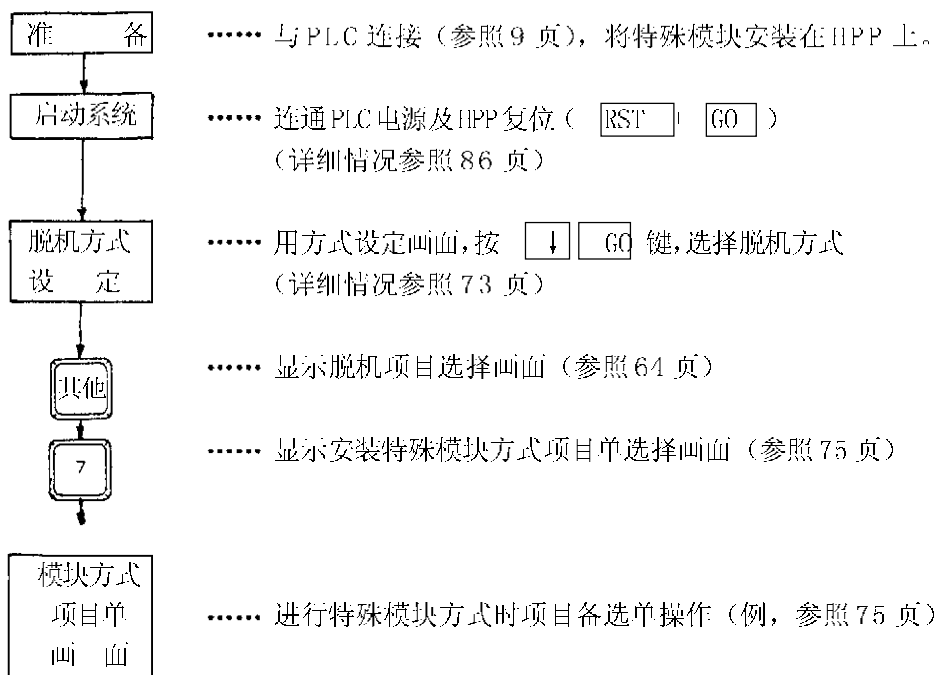 准 备 …… 与PLC连接（参照9页），将特殊模块安装在HPP上。
启动系统 …… 连通PLC电源及HPP复位（ RST + GO ）
（详细情况参照86页）
脱机方式 …… 用方式设定画面,按 ↓ GO 键,选择脱机方式
设 定 （详细情况参照73页）
其他 …… 显示脱机项目选择画面（参照64页）
7 …… 显示安装特殊模块方式项目单选择画面（参照75页）
模块方式
项目单 …… 进行特殊模块方式时项目备选单操作（例，参照75页）
画 面